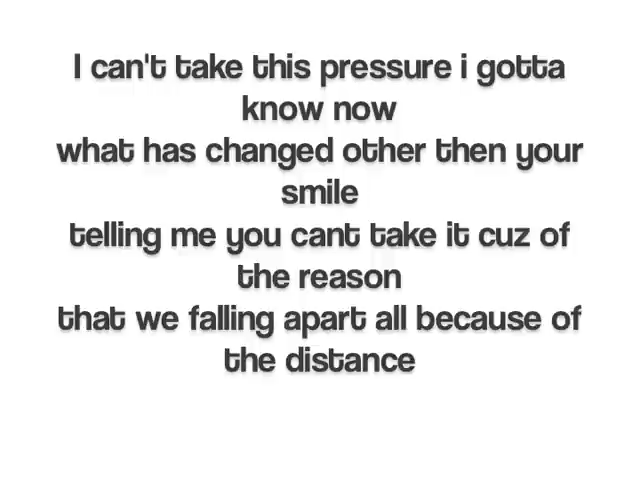 I can't take this pressure i gotta
know now
what has changed other then your
smile
telling me you cant take it cuz of
the reason
that we falling apart all because of
the distance